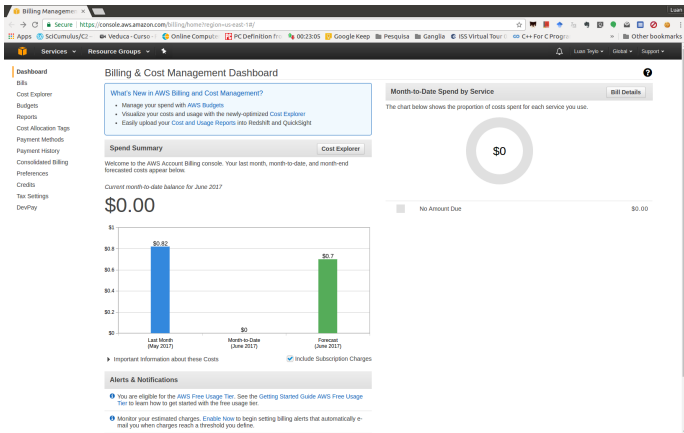 Billing Management
Luan
Secure
https://console.aws.amazon.com/billing/home?region=us-east-1#/
Apps
SciCumulus/C2
Veduca - Curso
Online Compute
PC Definition fr
00:23:05
Google Keep
Pesquisa
Ganglia
ISS Virtual Tour
C++ For C Progr
Other bookmarks
Services
Resource Groups
Luan Teylo
Global
Support
Dashboard
Bills
Cost Explorer
Budgets
Reports
Cost Allocation Tags
Payment Methods
Payment History
Consolidated Billing
Preferences
Credits
Tax Settings
DevPay
Billing & Cost Management Dashboard
What's New in AWS Billing and Cost Management?
Manage your spend with AWS Budgets
Visualize your costs and usage with the newly-optimized Cost Explorer
Easily upload your Cost and Usage Reports into Redshift and QuickSight
Spend Summary
Cost Explorer
Welcome to the AWS Account Billing console. Your last month, month-to-date, and month-end
forecasted costs appear below.
Current month-to-date balance for June 2017
$0.00
$1
$0.8
$0.6
$0.4
$0.2
$0
$0.82
$0
$0.7
Last Month
(May 2017)
Month-to-Date
(June 2017)
Forecast
(June 2017)
Important Information about these Costs
Include Subscription Charges
Alerts & Notifications
You are eligible for the AWS Free Usage Tier. See the Getting Started Guide AWS Free Usage
Tier to learn how to get started with the free usage tier.
Monitor your estimated charges. Enable Now to begin setting billing alerts that automatically e-
mail you when charges reach a threshold you define.
Month-to-Date Spend by Service
Bill Details
The chart below shows the proportion of costs spent for each service you use.
$0
No Amount Due
$0.00